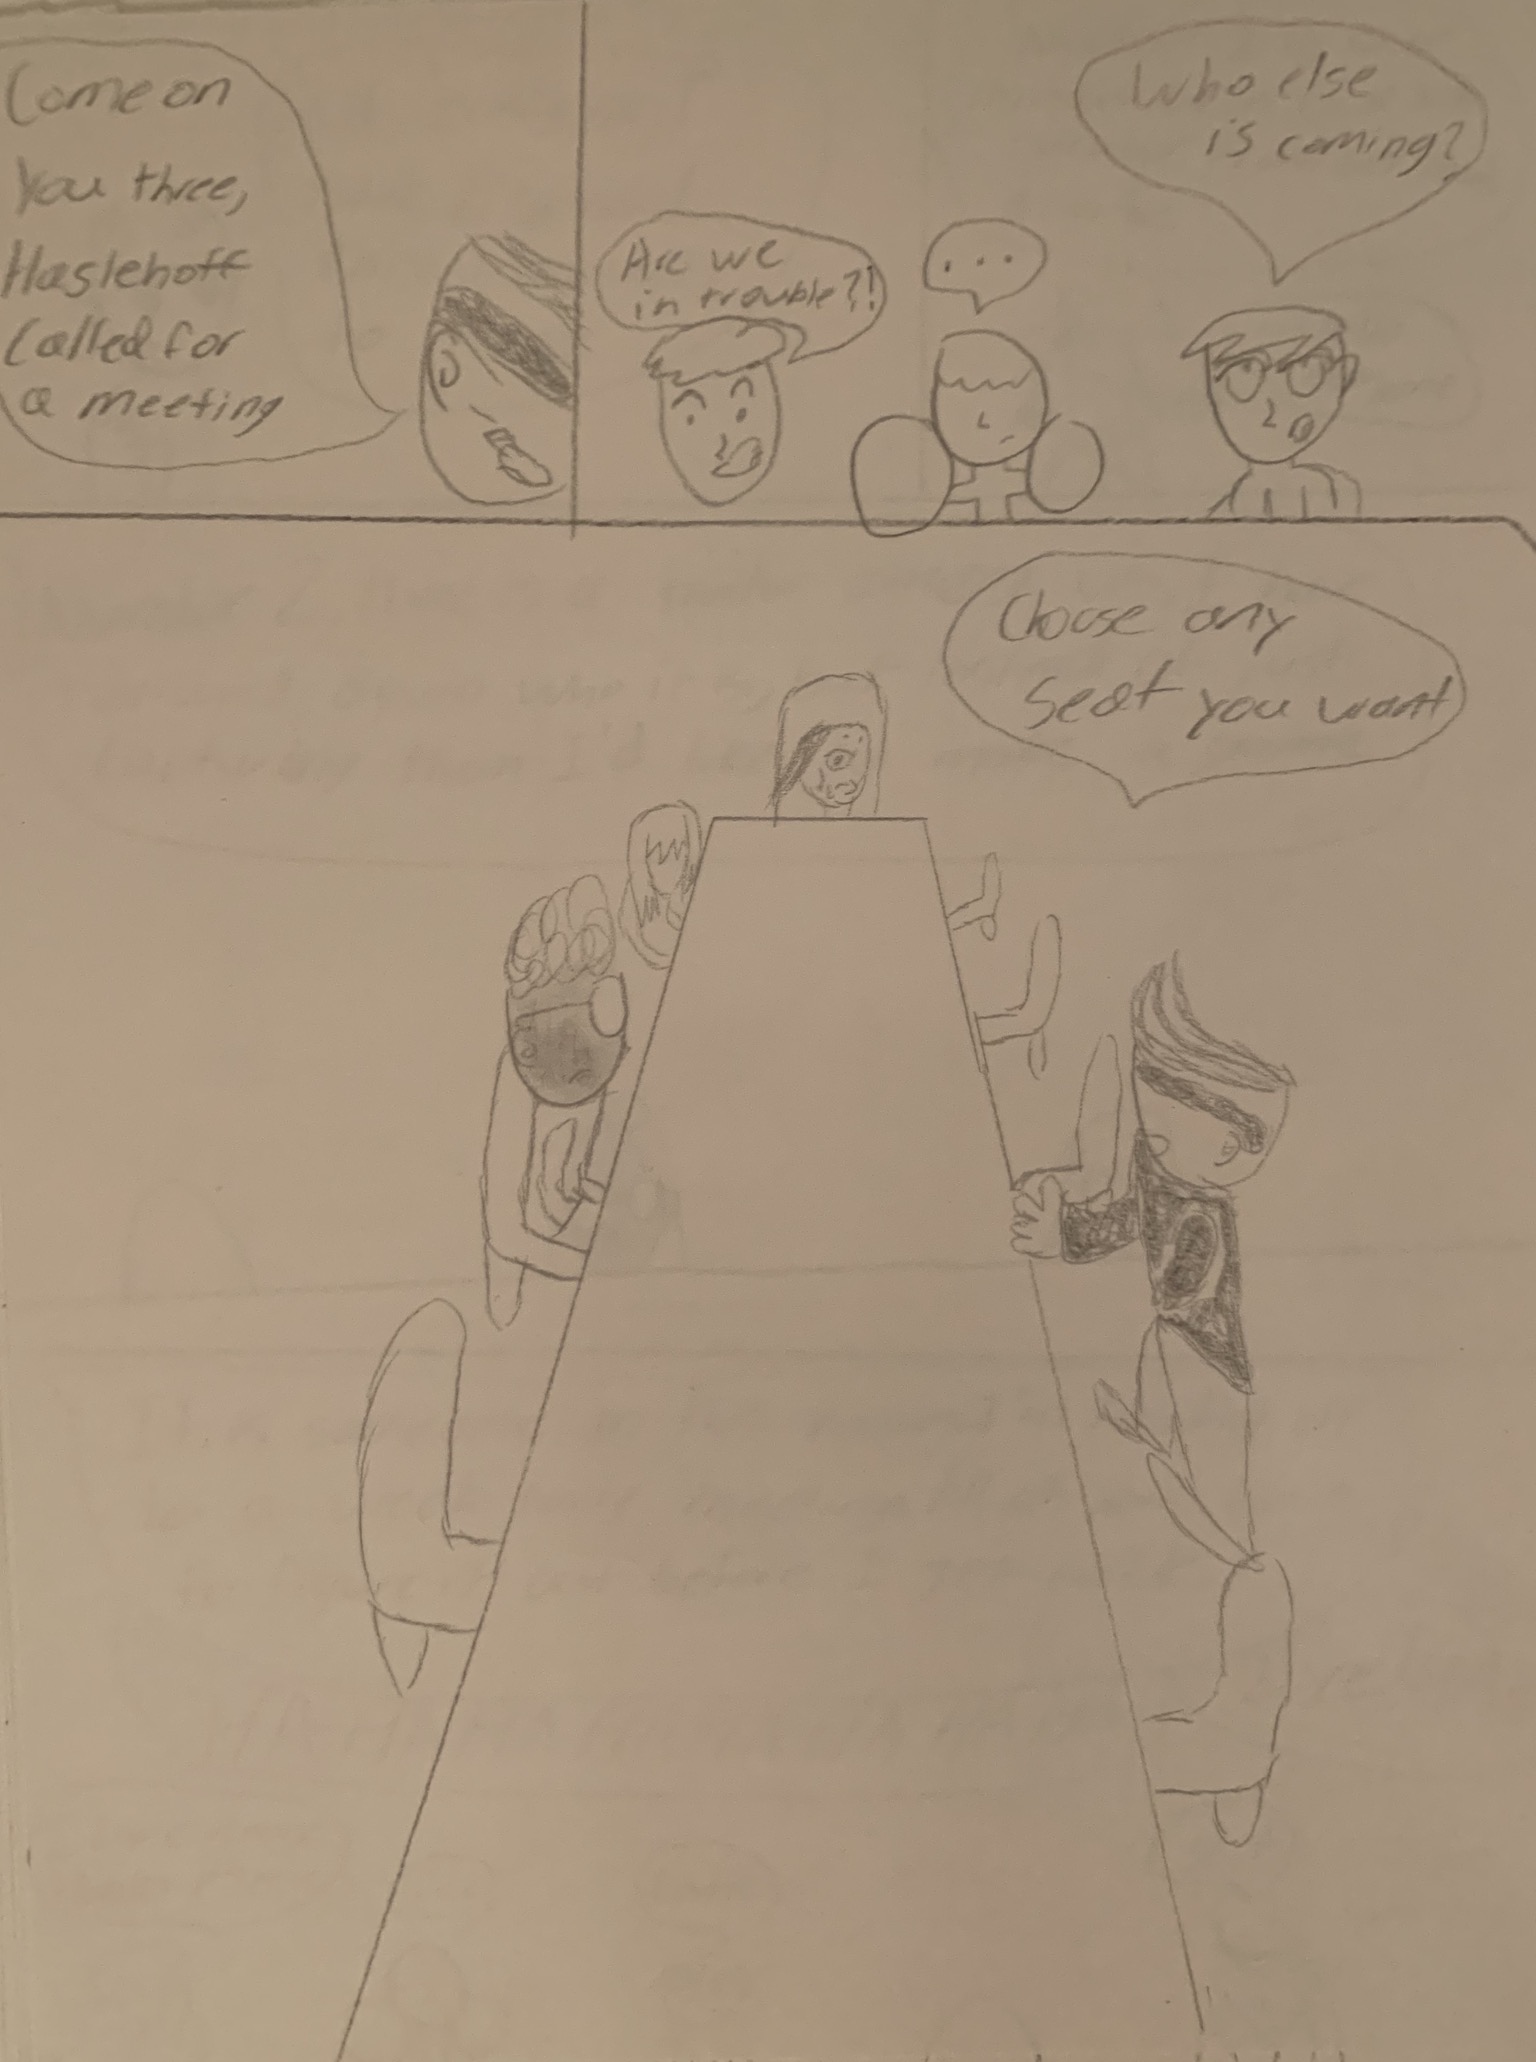 Come on
you three,
Haslehoff
called for
a meeting
Are we
in trouble?!
...
Who else
is coming?
Choose any
seat you want